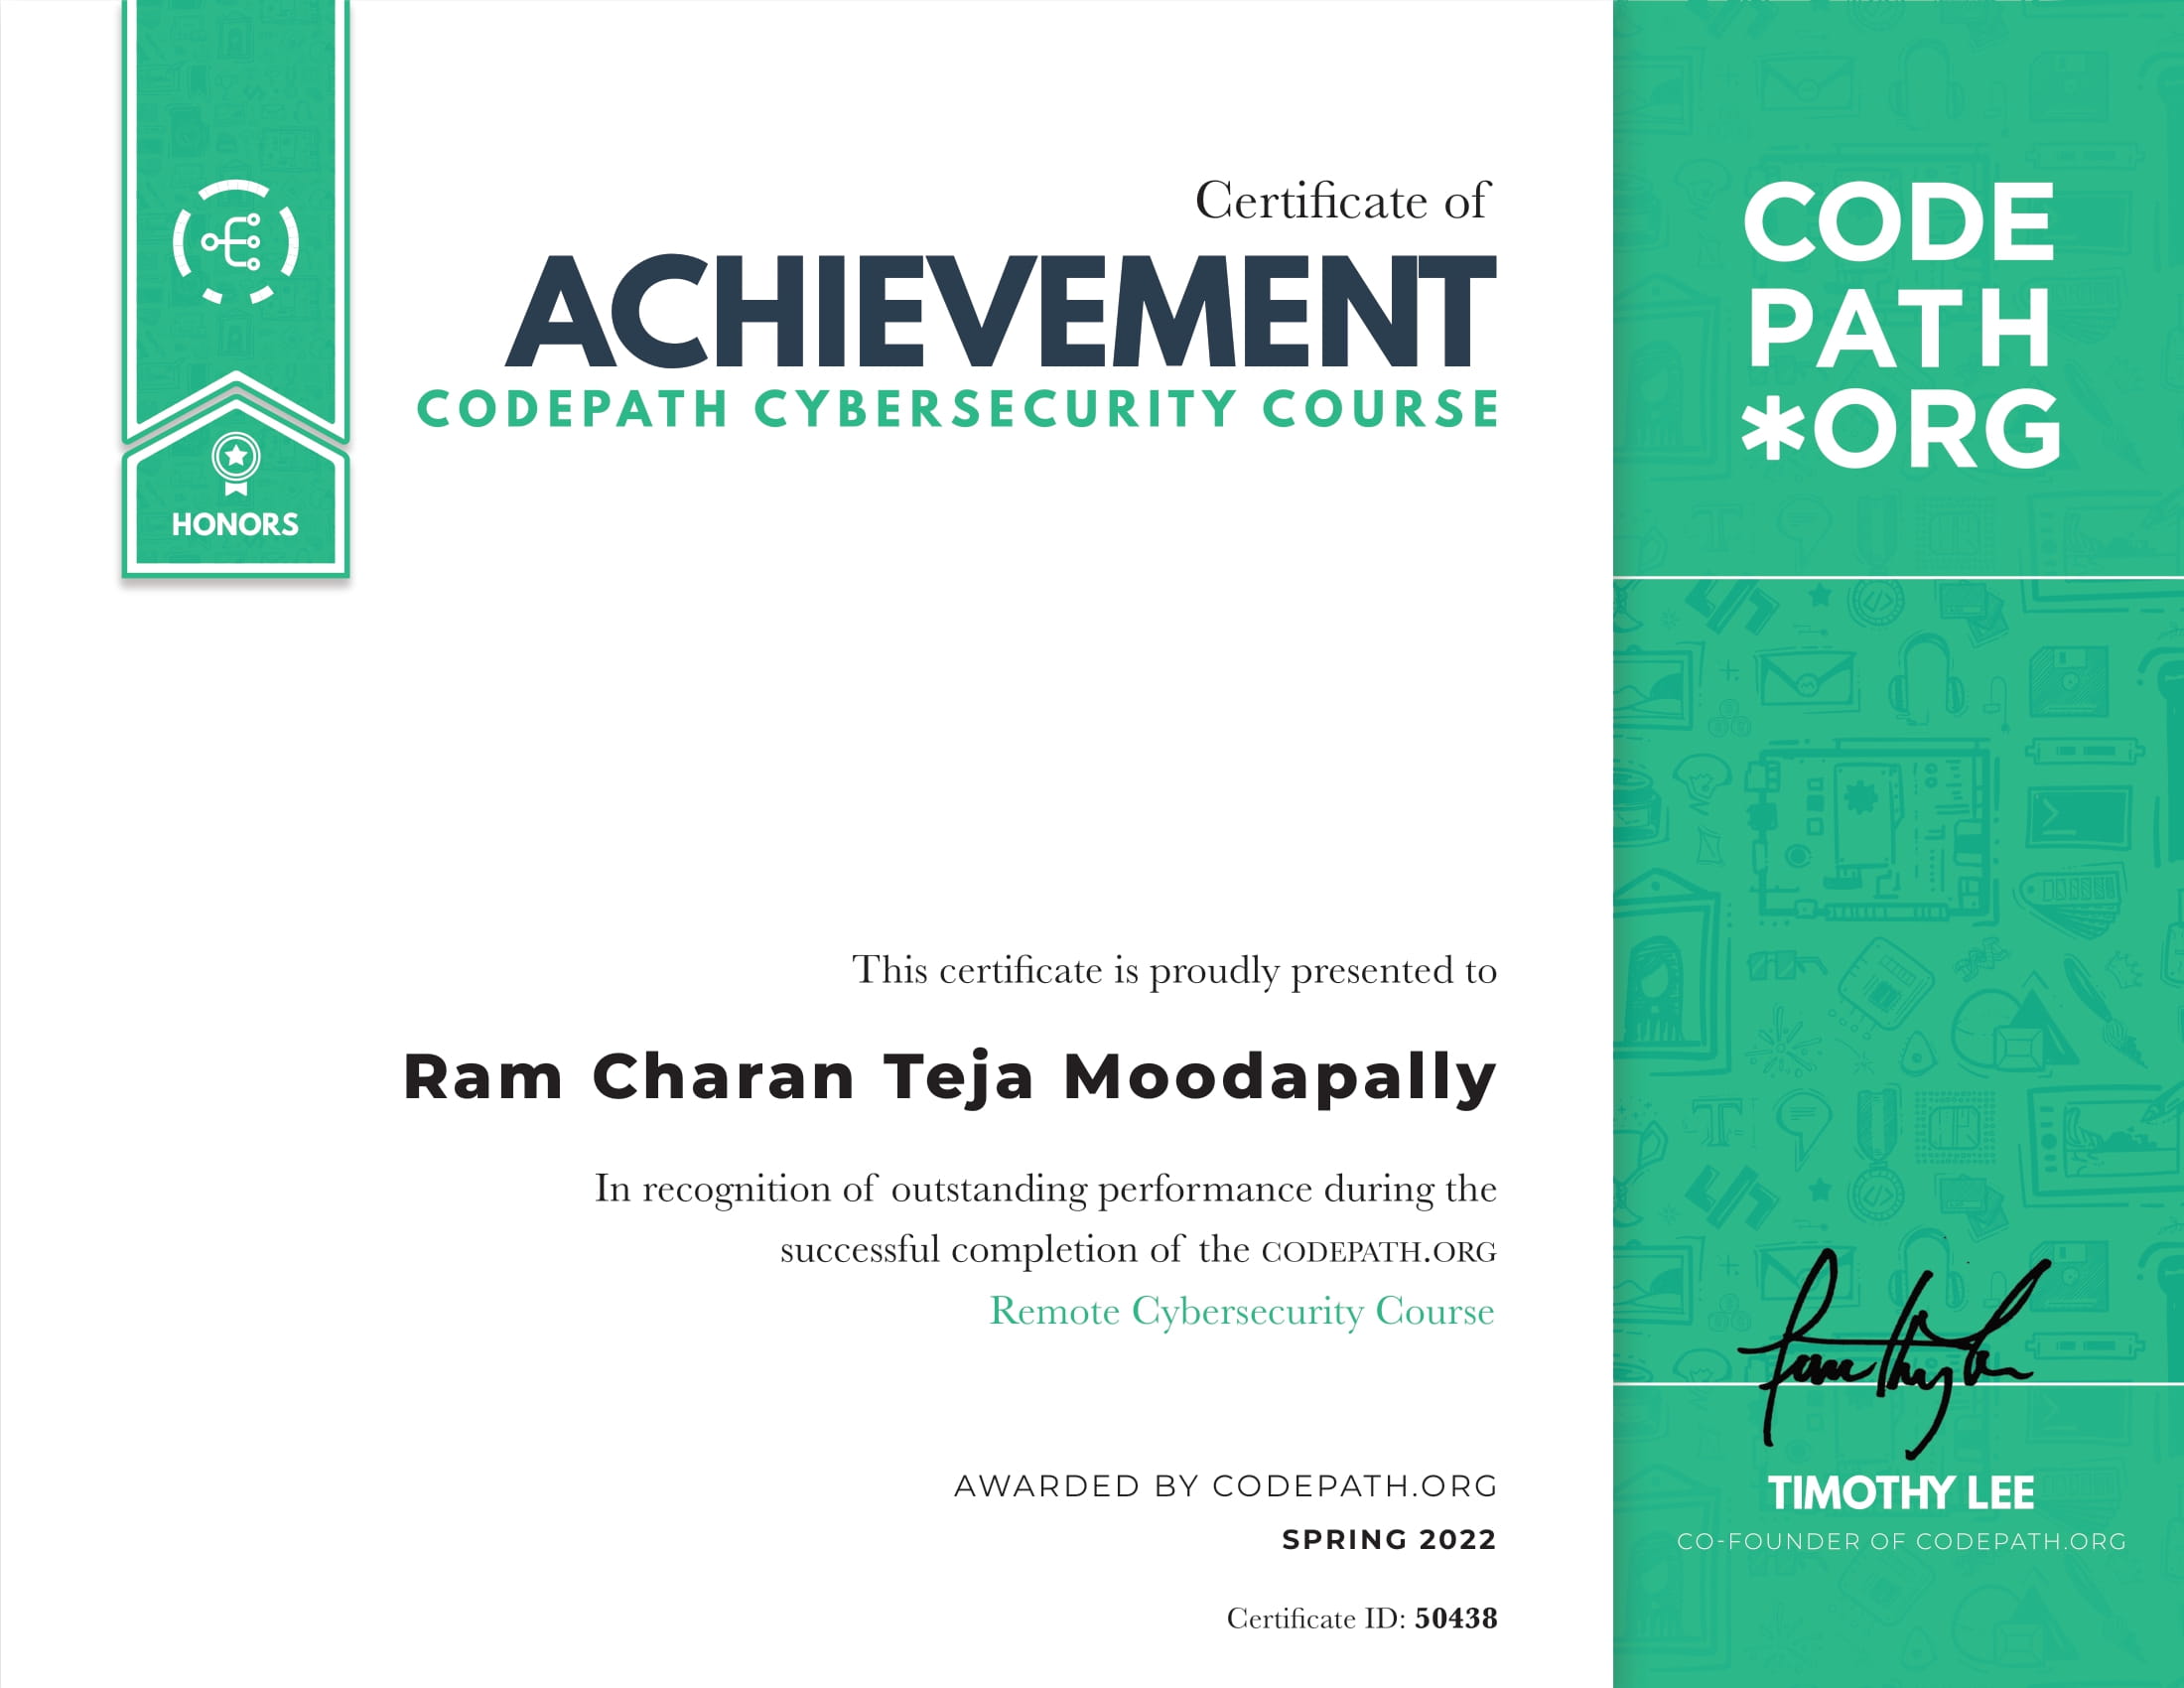 Certificate of
ACHIEVEMENT
CODEPATH CYBERSECURITY COURSE
HONORS
CODE
PATH
*ORG
This certificate is proudly presented to
Ram Charan Teja Moodapally
In recognition of outstanding performance during the
successful completion of the CODEPATH.ORG
Remote Cybersecurity Course
AWARDED BY CODEPATH.ORG
SPRING 2022
Certificate ID: 50438
TIMOTHY LEE
CO-FOUNDER OF CODEPATH.ORG